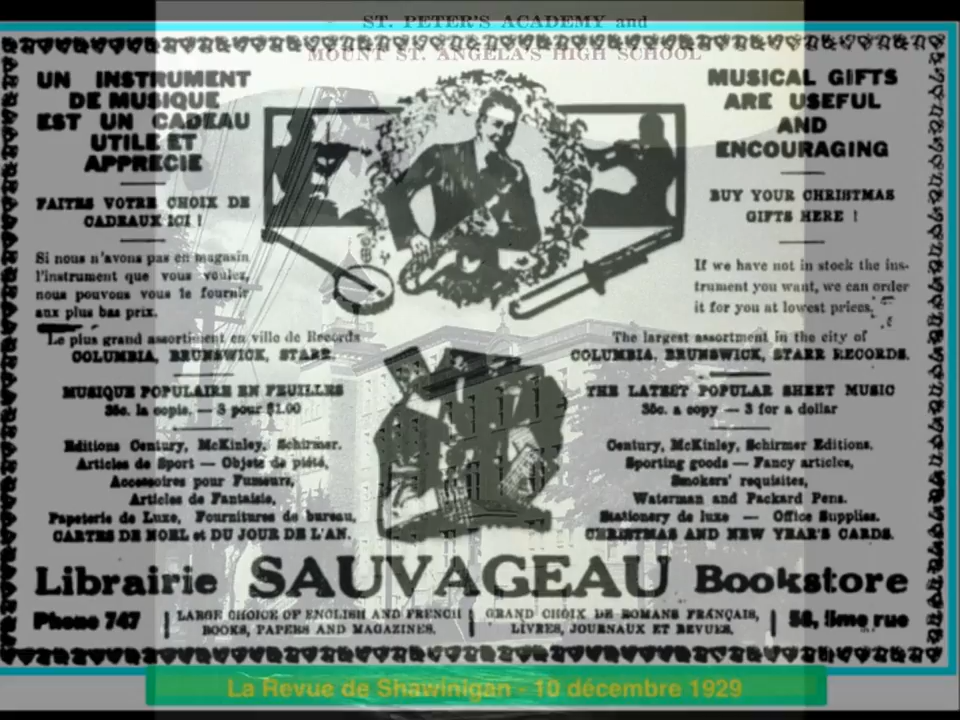 ST. PETER'S ACADEMY and
MOUNT ST. ANGELA'S HIGH SCHOOL
UN INSTRUMENT
DE MUSIQUE
EST UN CADEAU
UTILE ET
APPRECIE
FAITES VOTRE CHOIX DE
CADEAUX ICI !
Si nous n'avons pas en magasin
l'instrument que vous voulez,
nous pouvons vous le fournir
aux plus bas prix.
Le plus grand assortiment en ville de Records
COLUMBIA, BRUNSWICK, STARR.
MUSIQUE POPULAIRE EN FEUILLES
35c. la copie. — 3 pour $1.00
Editions Century, McKinley, Schirmer.
Articles de Sport — Objets de piété,
Accessoires pour Fumeurs,
Articles de Fantaisie,
Papeterie de Luxe, Fournitures de bureau,
CARTES DE NOEL et DU JOUR DE L'AN.
MUSICAL GIFTS
ARE USEFUL
AND
ENCOURAGING
BUY YOUR CHRISTMAS
GIFTS HERE !
If we have not in stock the ins-
trument you want, we can order
it for you at lowest prices.
The largest assortment in the city of
COLUMBIA, BRUNSWICK, STARR RECORDS.
THE LATEST POPULAR SHEET MUSIC
35c. a copy — 3 for a dollar
Century, McKinley, Schirmer Editions.
Sporting goods — Fancy articles,
Smokers' requisites,
Waterman and Packard Pens.
Stationery de luxe — Office Supplies.
CHRISTMAS AND NEW YEAR'S CARDS.
Librairie SAUVAGEAU Bookstore
Phone 747 | LARGE CHOICE OF ENGLISH AND FRENCH | GRAND CHOIX DE ROMANS FRANÇAIS, | 58, 5ime rue
BOOKS, PAPERS AND MAGAZINES. LIVRES, JOURNAUX ET REVUES.
La Revue de Shawinigan - 10 décembre 1929